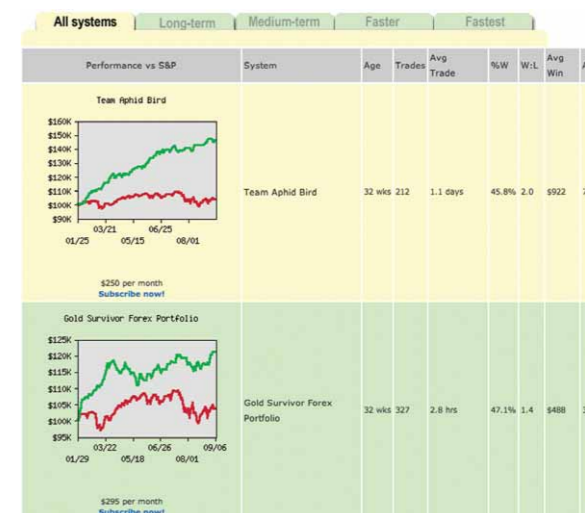 All systems | Long-term | Medium-term | Faster | Fastest
Performance vs S&P System Age Trades Avg Trade %W W:L Avg Win A
Team Aphid Bird
$160K
$150K
$140K
$130K
$120K
$110K
$100K
$90K
03/21 06/25
01/25 05/15 08/01
$250 per month
Subscribe now!
Team Aphid Bird 32 wks 212 1.1 days 45.8% 2.0 $922
Gold Survivor Forex Portfolio
$125K
$120K
$115K
$110K
$105K
$100K
$95K
03/22 06/26 09/06
01/29 05/18 08/01
$295 per month
Subscribe now!
Gold Survivor Forex
Portfolio
32 wks 327 2.8 hrs 47.1% 1.4 $488